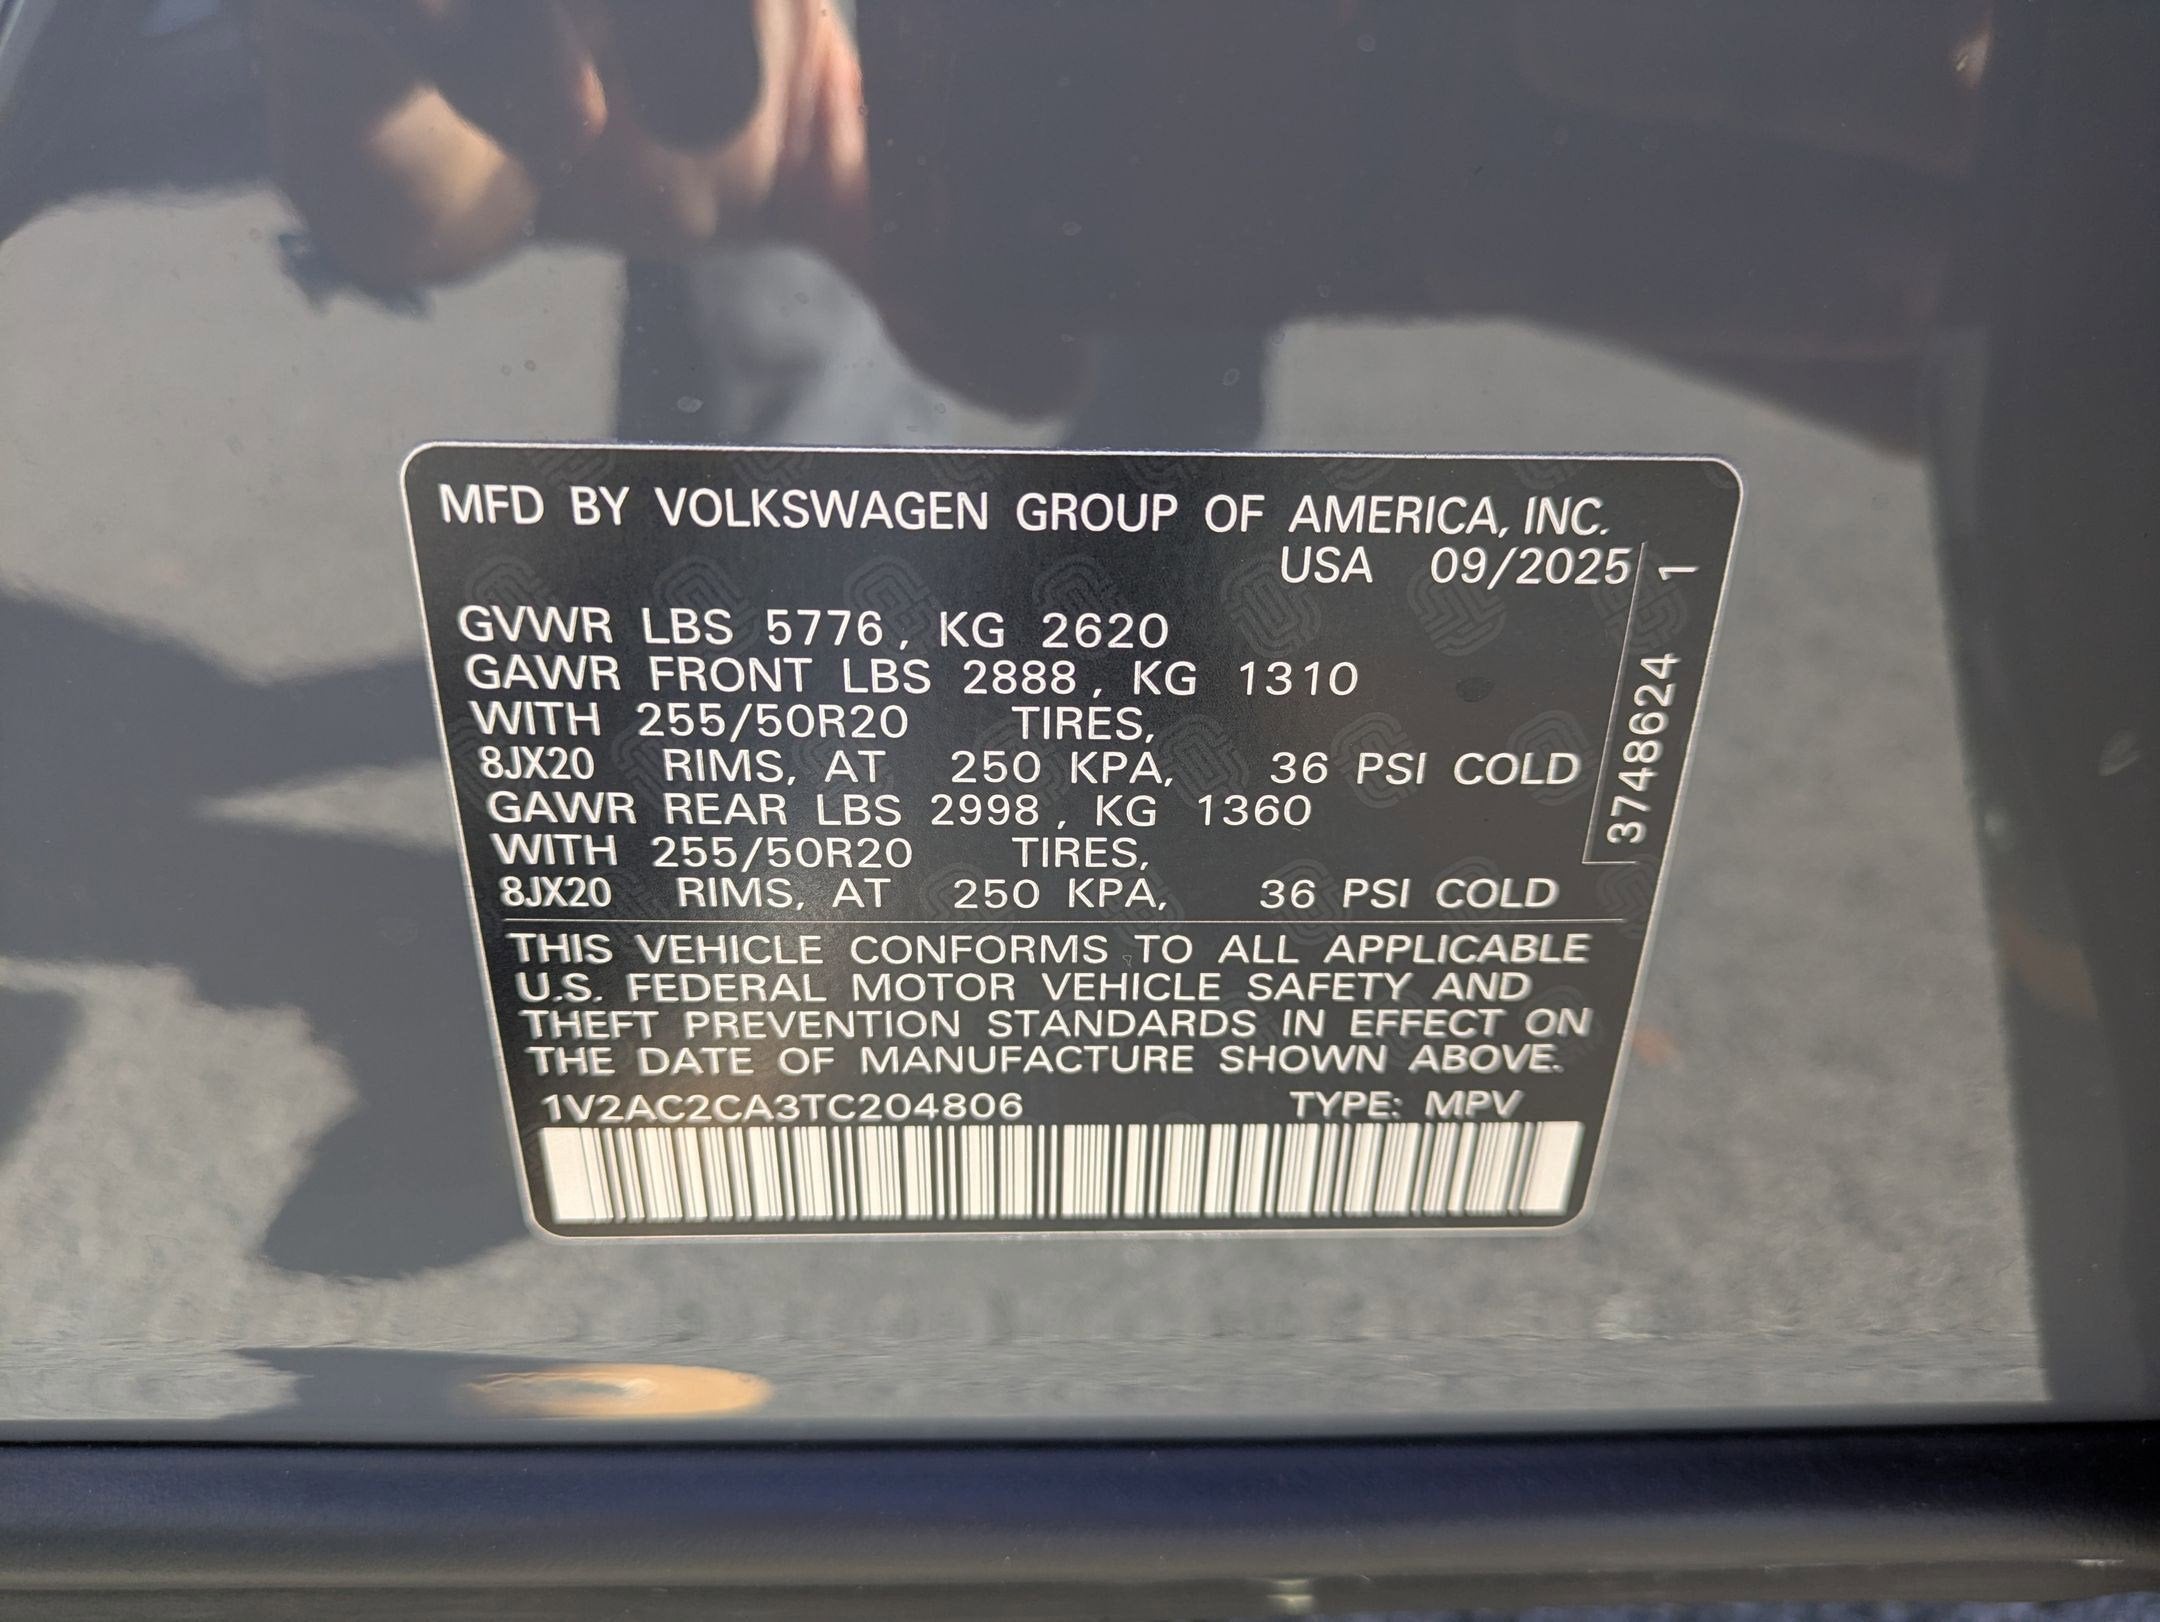 MFD BY VOLKSWAGEN GROUP OF AMERICA, INC.
USA 09/2025
GVWR LBS 5776, KG 2620
GAWR FRONT LBS 2888, KG 1310
WITH 255/50R20 TIRES,
8JX20 RIMS, AT 250 KPA, 36 PSI COLD
GAWR REAR LBS 2998, KG 1360
WITH 255/50R20 TIRES,
8JX20 RIMS, AT 250 KPA, 36 PSI COLD
3748624 1
THIS VEHICLE CONFORMS TO ALL APPLICABLE
U.S. FEDERAL MOTOR VEHICLE SAFETY AND
THEFT PREVENTION STANDARDS IN EFFECT ON
THE DATE OF MANUFACTURE SHOWN ABOVE.
1V2AC2CA3TC204806 TYPE: MPV